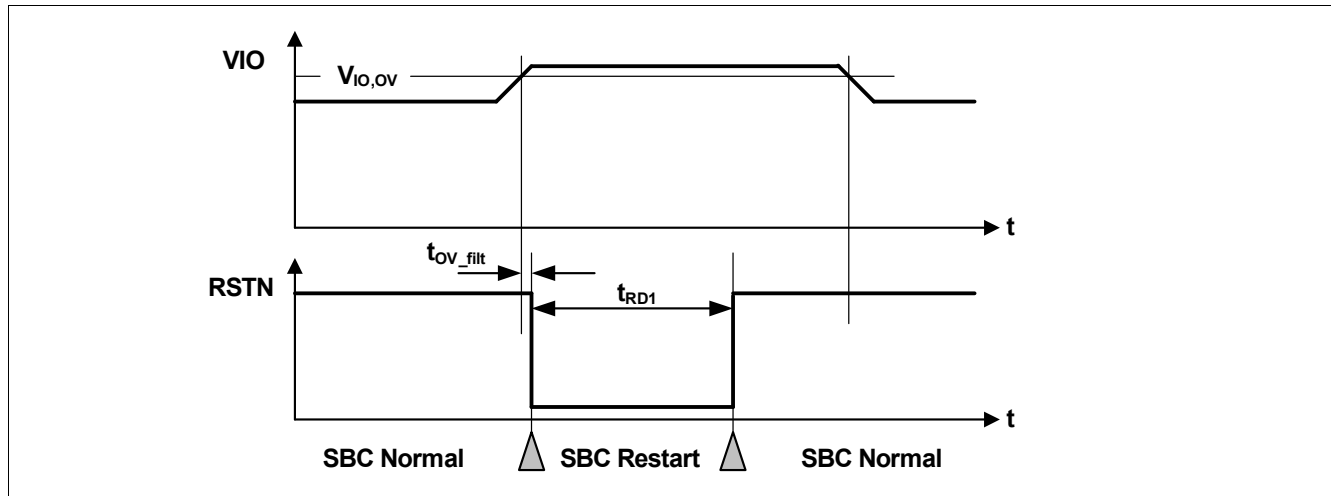 VIO
VIO,OV
t
tOV_filt
RSTN
tRD1
t
SBC Normal
SBC Restart
SBC Normal